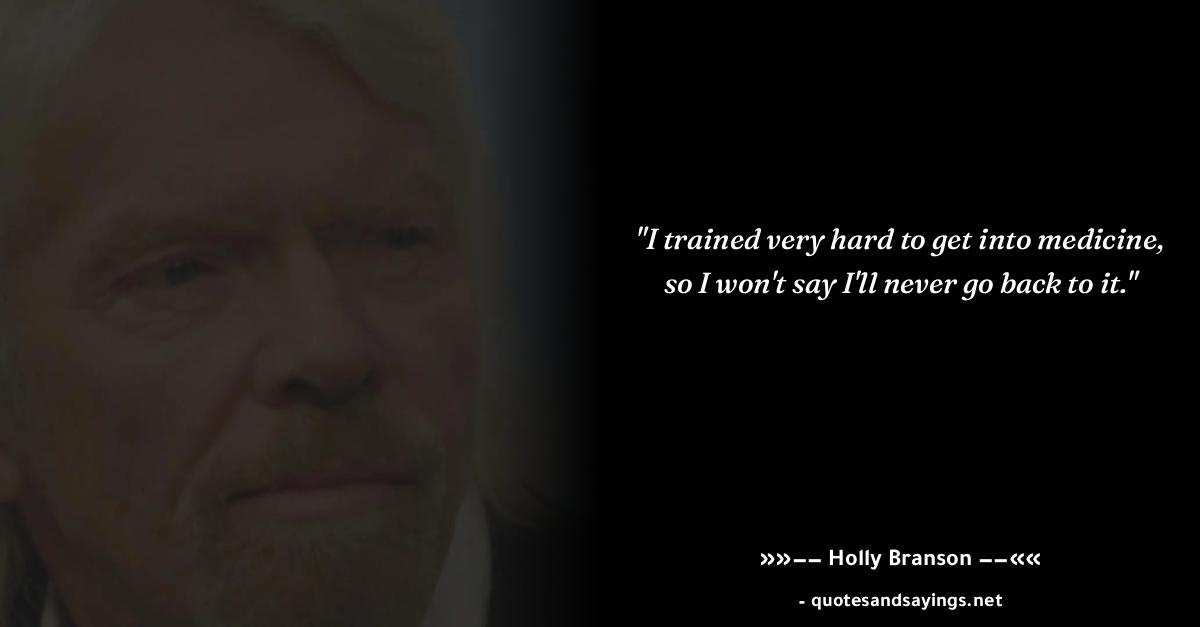 "I trained very hard to get into medicine,
so I won't say I'll never go back to it."
»»−− Holly Branson −−««
- quotesandsayings.net